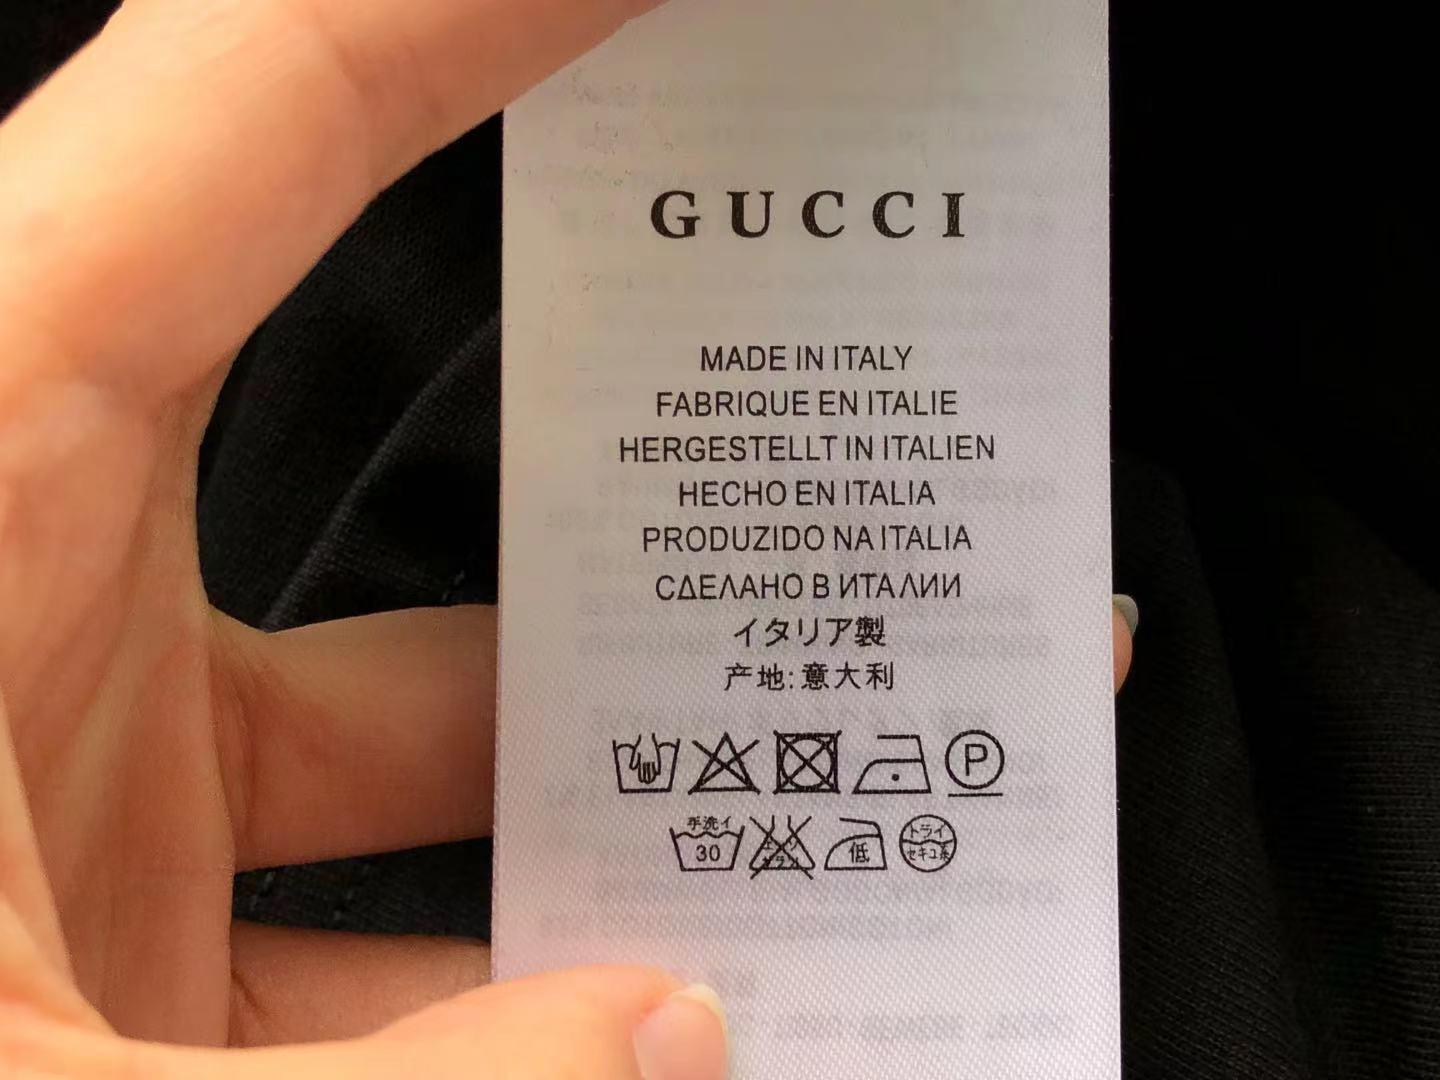 GUCCI
MADE IN ITALY
FABRIQUE EN ITALIE
HERGESTELLT IN ITALIEN
HECHO EN ITALIA
PRODUZIDO NA ITALIA
СΔЕΛАНО В ИТАΛИИ
イタリア製
产地:意大利
P
手洗イ 30 低 ドライ セキユ系